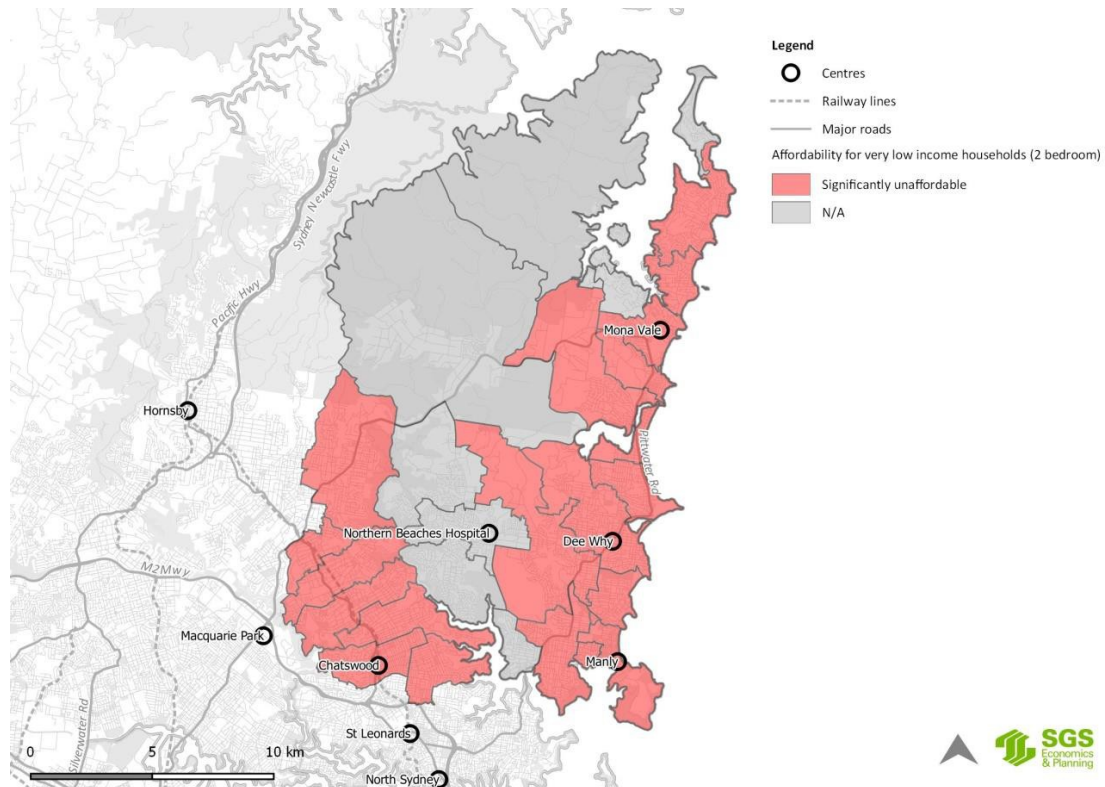 Legend
Centres
Railway lines
Major roads
Affordability for very low income households (2 bedroom)
Significantly unaffordable
N/A
Sydney Newcastle Fwy
Pacific Hwy
Mona Vale
Hornsby
Pittwater Rd
Northern Beaches Hospital
Dee Why
M2Mwy
Macquarie Park
Chatswood
Manly
St Leonards
Silverwater Rd
North Sydney
0 5 10 km
SGS
Economics
& Planning